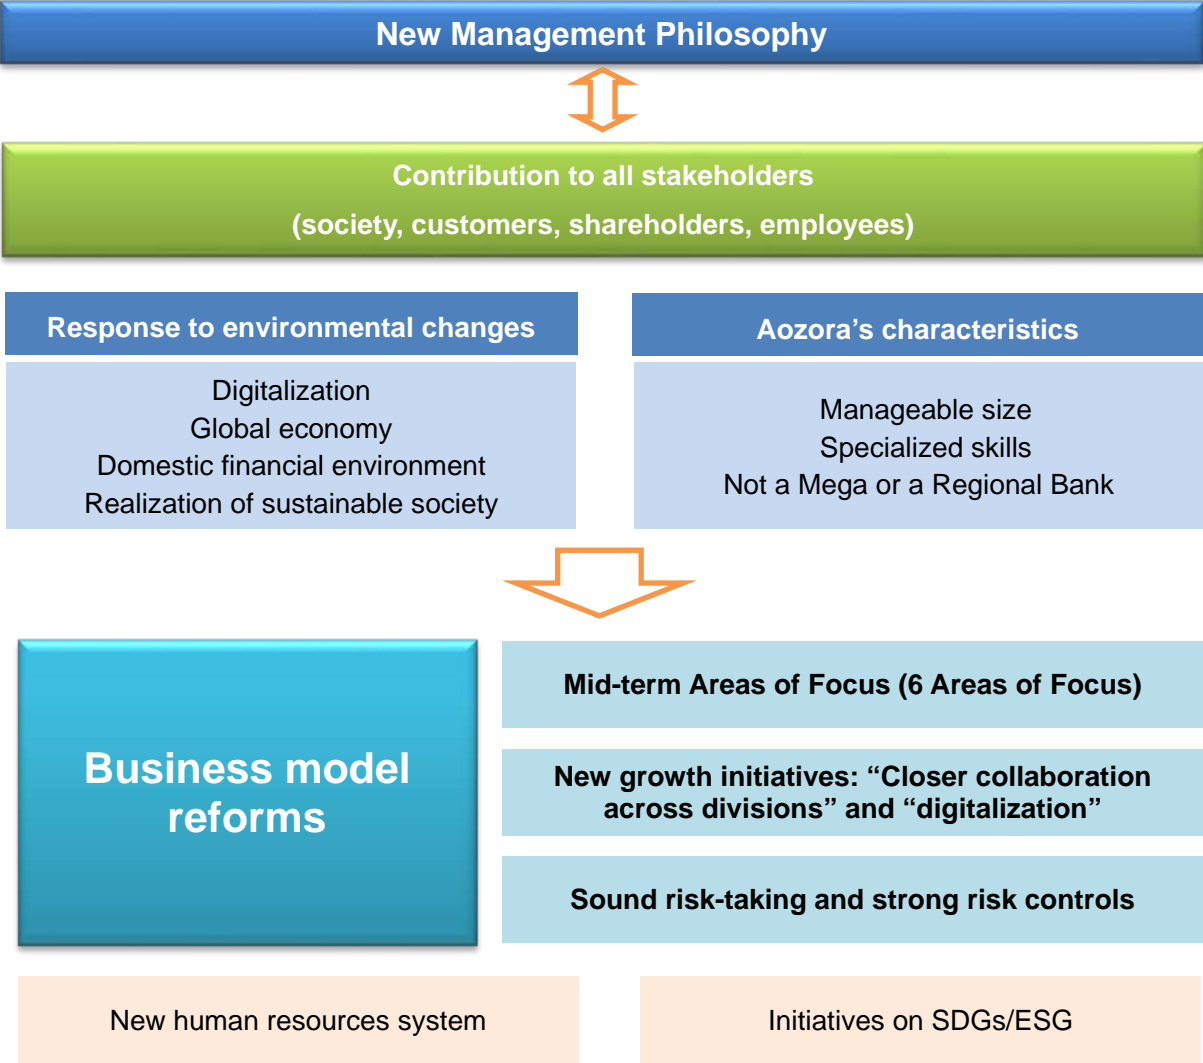 New Management Philosophy
Contribution to all stakeholders
(society, customers, shareholders, employees)
Response to environmental changes
Digitalization
Global economy
Domestic financial environment
Realization of sustainable society
Aozora’s characteristics
Manageable size
Specialized skills
Not a Mega or a Regional Bank
Business model
reforms
Mid-term Areas of Focus (6 Areas of Focus)
New growth initiatives: “Closer collaboration
across divisions” and “digitalization”
Sound risk-taking and strong risk controls
New human resources system
Initiatives on SDGs/ESG